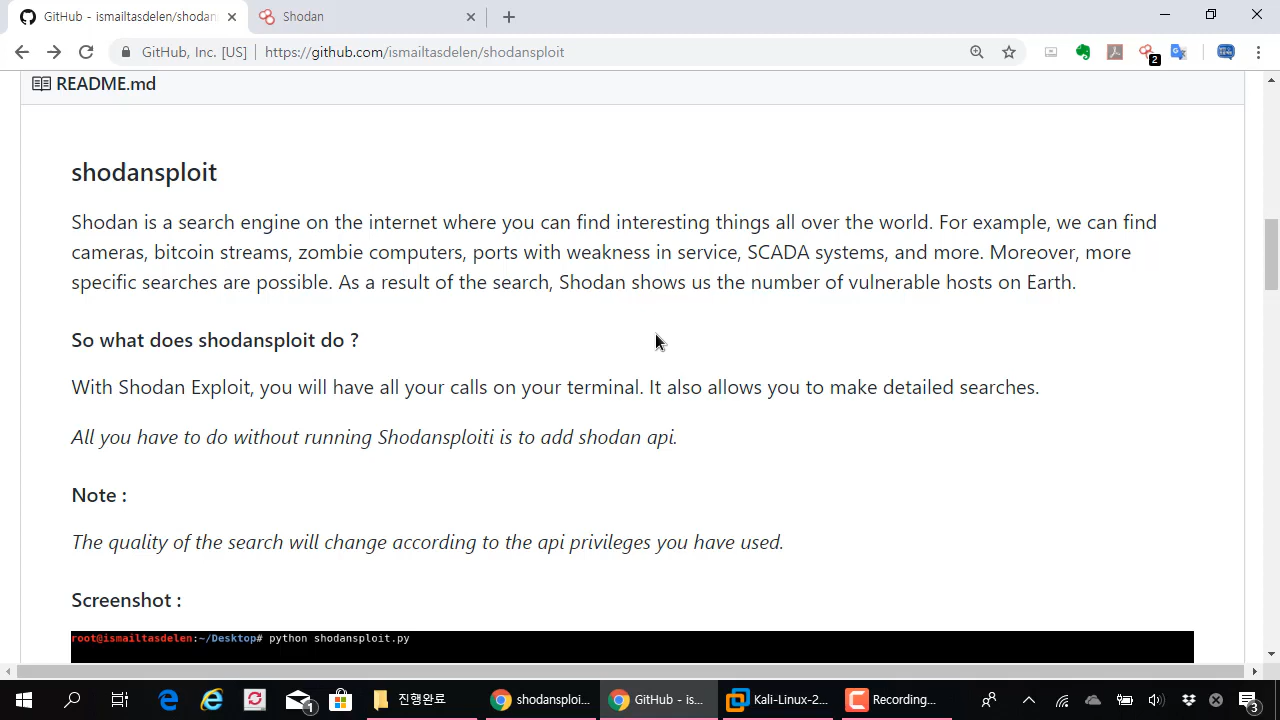 GitHub - ismailtasdelen/shodan
Shodan
GitHub, Inc. [US]
https://github.com/ismailtasdelen/shodansploit
2
README.md
shodansploit
Shodan is a search engine on the internet where you can find interesting things all over the world. For example, we can find
cameras, bitcoin streams, zombie computers, ports with weakness in service, SCADA systems, and more. Moreover, more
specific searches are possible. As a result of the search, Shodan shows us the number of vulnerable hosts on Earth.
So what does shodansploit do ?
With Shodan Exploit, you will have all your calls on your terminal. It also allows you to make detailed searches.
All you have to do without running Shodansploiti is to add shodan api.
Note :
The quality of the search will change according to the api privileges you have used.
Screenshot :
root@ismailtasdelen:~/Desktop# python shodansploit.py
1
진행완료
shodansploi...
GitHub - is...
Kali-Linux-2...
Recording...
3